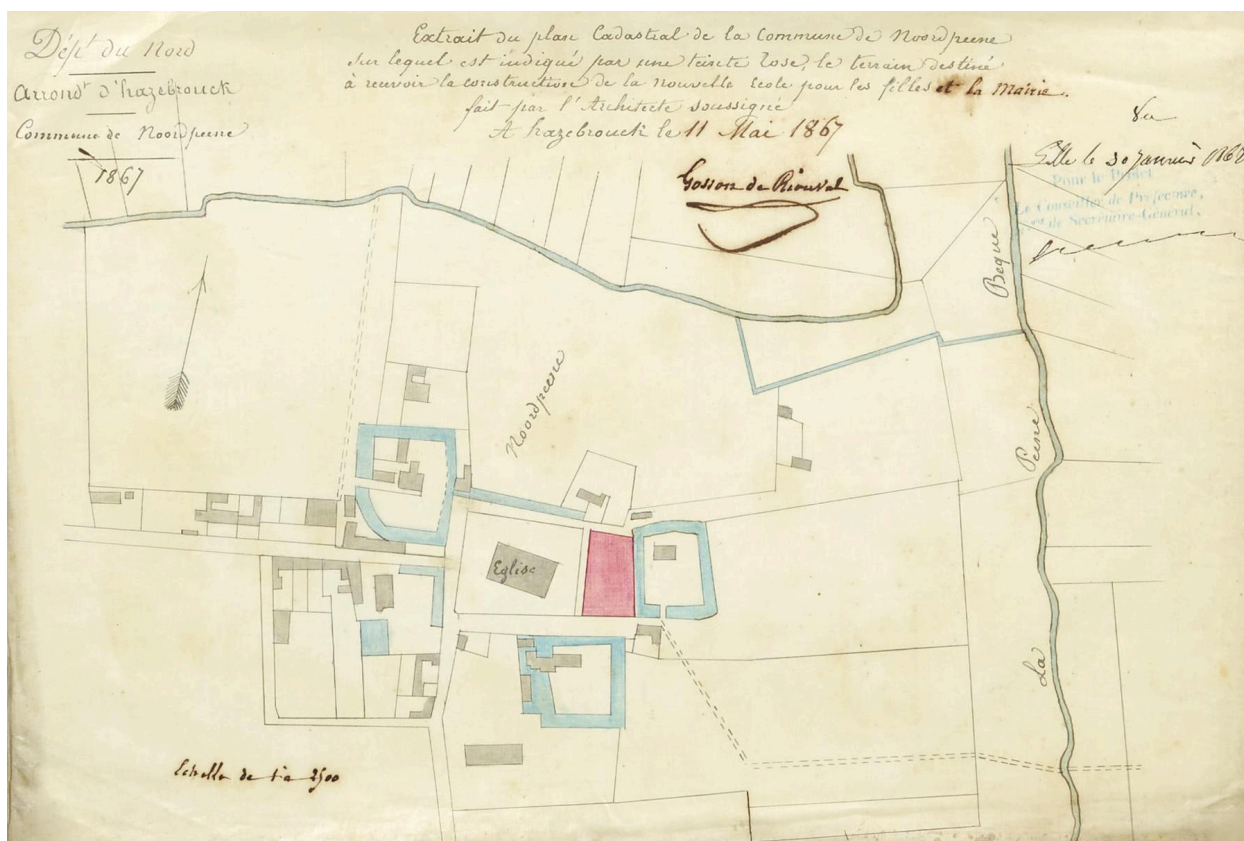 Dépt du Nord
Arrondt d'hazebrouck
Commune de Noordpeene
1867
Extrait du plan Cadastral de la Commune de Noordpeene
sur lequel est indiqué par une teinte rose, le terrain destiné
à recevoir la construction de la nouvelle Ecole pour les filles et la Mairie.
fait par l'Architecte soussigné
A hazebrouck le 11 Mai 1867
Vu
Lille le 30 Janvier 1868
Pour le Préfet
Le Conseiller de Préfecture,
de Secrétaire-Général,
Beque
Noordpeene
Peene
Eglise
La
Echelle de 1 à 2500